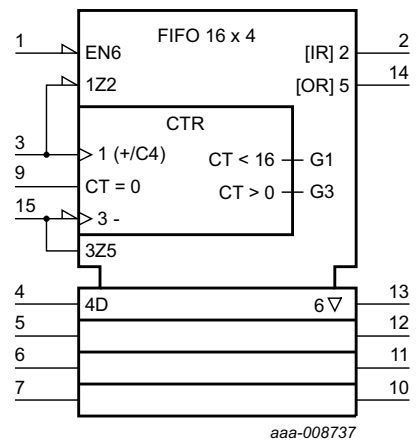 FIFO 16 x 4
1 EN6 [IR] 2 2
1Z2 [OR] 5 14
CTR
3 1 (+/C4) CT < 16 G1
9 CT = 0 CT > 0 G3
15 3 -
3Z5
4 4D 6 ▽ 13
5 12
6 11
7 10
aaa-008737